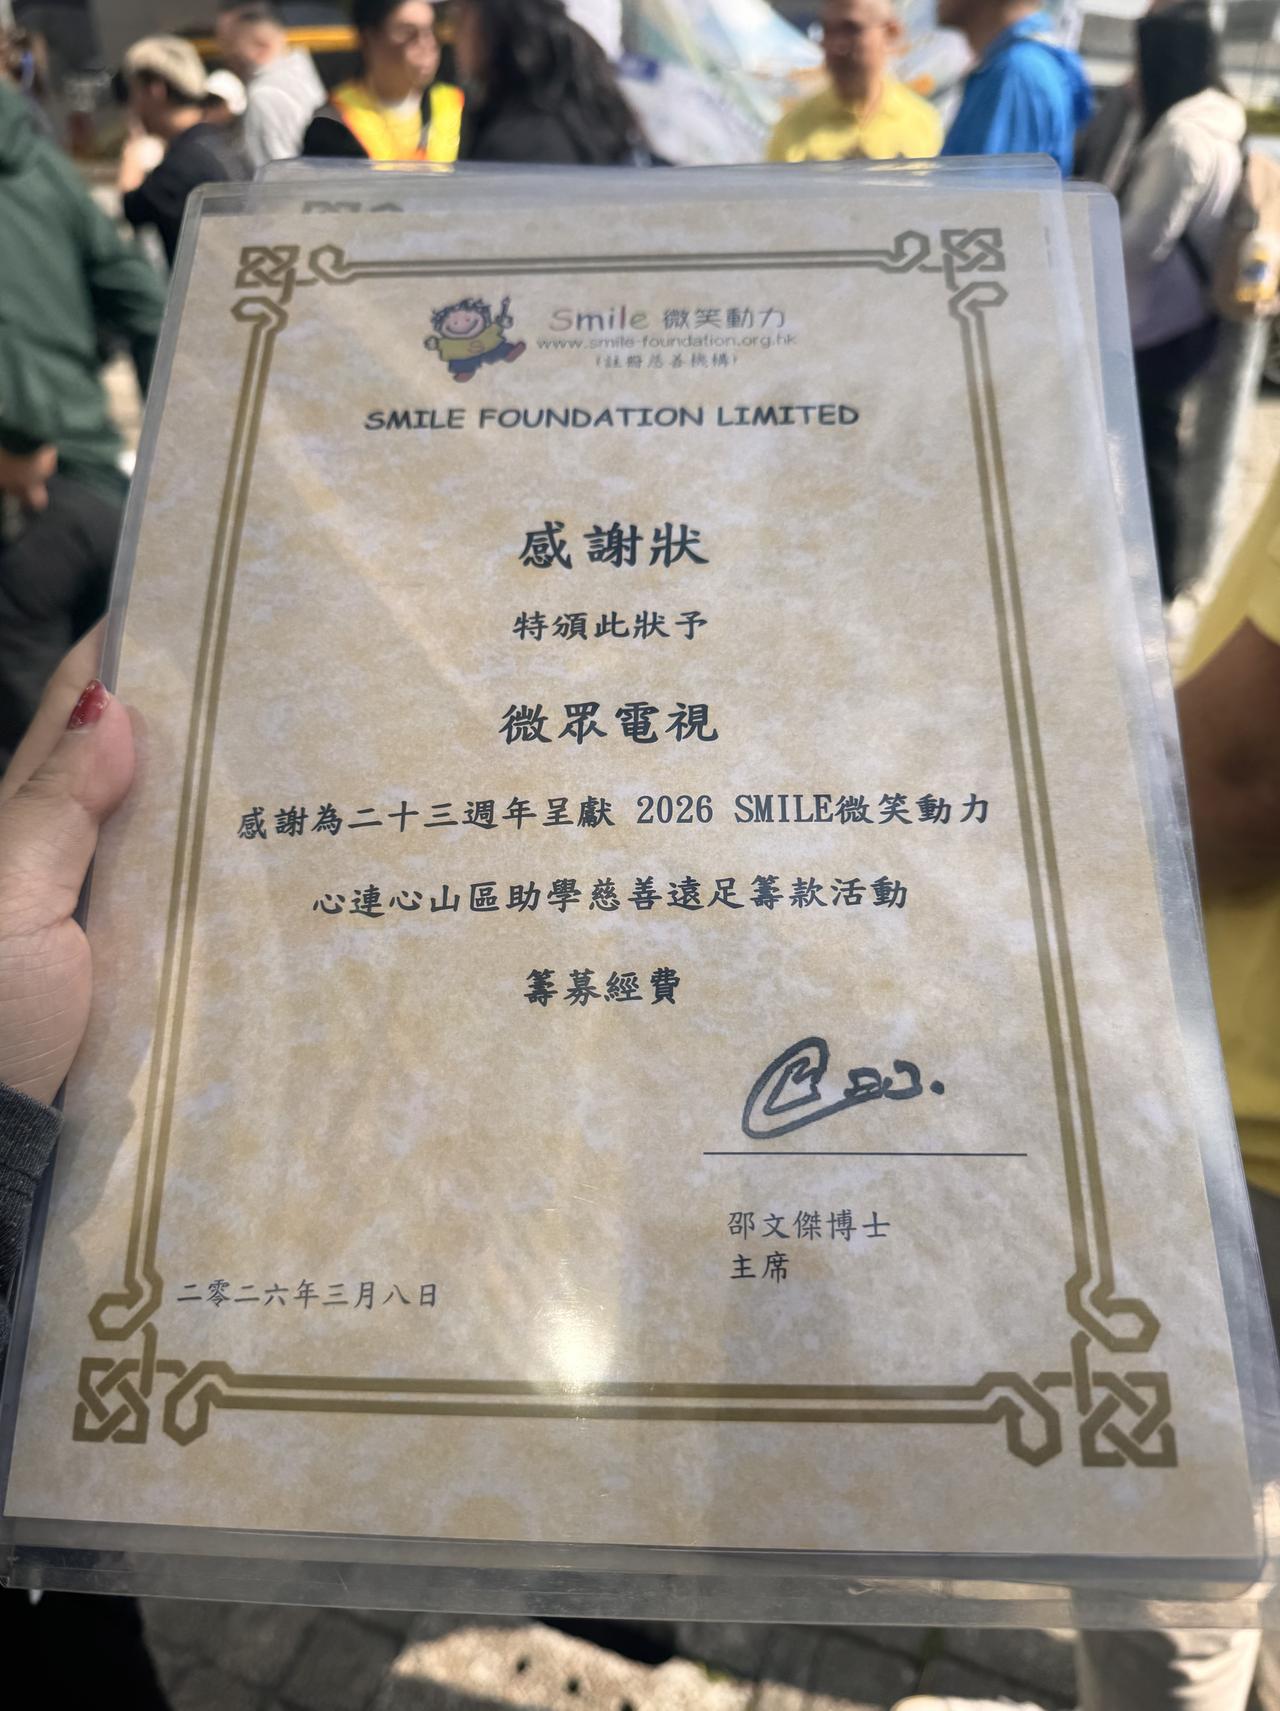 Smile 微笑動力
www.smile-foundation.org.hk
(註冊慈善機構)
SMILE FOUNDATION LIMITED
感謝狀
特頒此狀予
微眾電視
感謝為二十三週年呈獻 2026 SMILE微笑動力
心連心山區助學慈善遠足籌款活動
籌募經費
邵文傑博士
主席
二零二六年三月八日